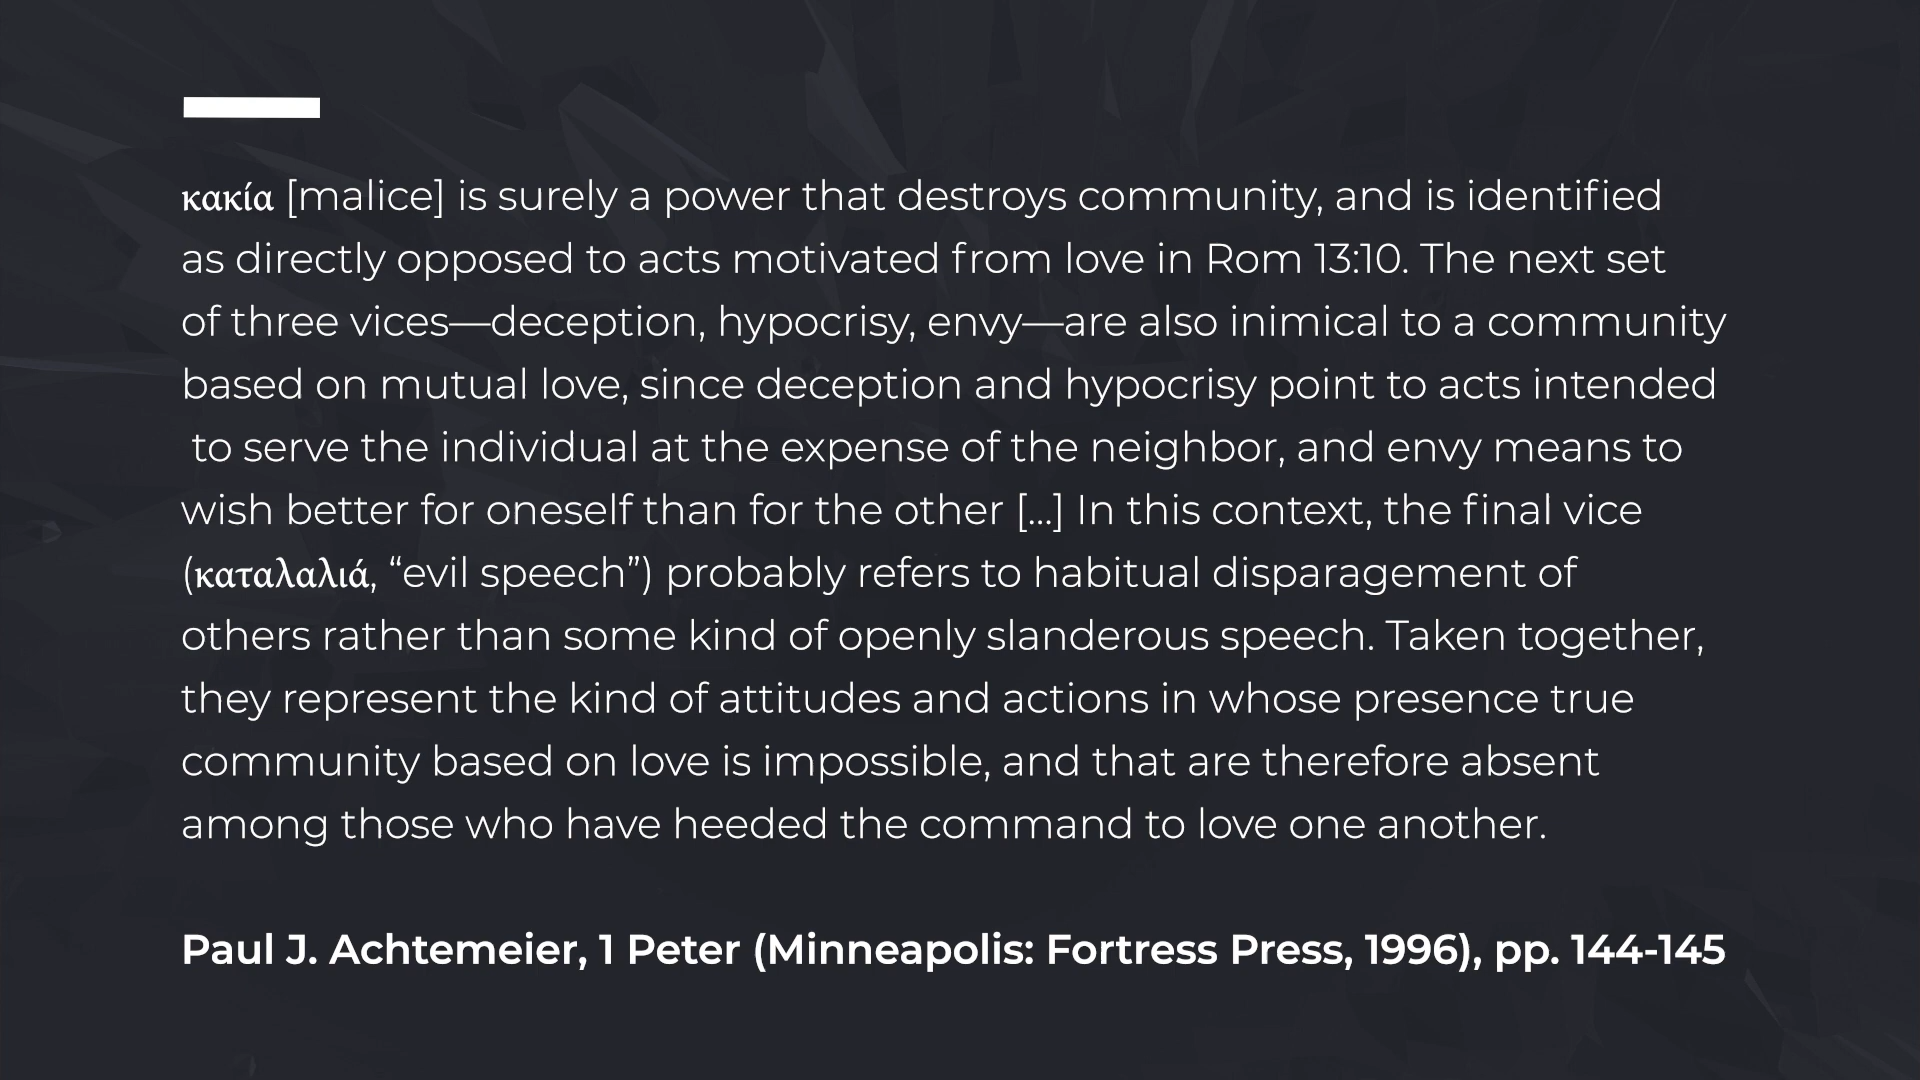 κακία [malice] is surely a power that destroys community, and is identified
as directly opposed to acts motivated from love in Rom 13:10. The next set
of three vices—deception, hypocrisy, envy—are also inimical to a community
based on mutual love, since deception and hypocrisy point to acts intended
to serve the individual at the expense of the neighbor, and envy means to
wish better for oneself than for the other [...] In this context, the final vice
(καταλαλιά, “evil speech”) probably refers to habitual disparagement of
others rather than some kind of openly slanderous speech. Taken together,
they represent the kind of attitudes and actions in whose presence true
community based on love is impossible, and that are therefore absent
among those who have heeded the command to love one another.
Paul J. Achtemeier, 1 Peter (Minneapolis: Fortress Press, 1996), pp. 144-145